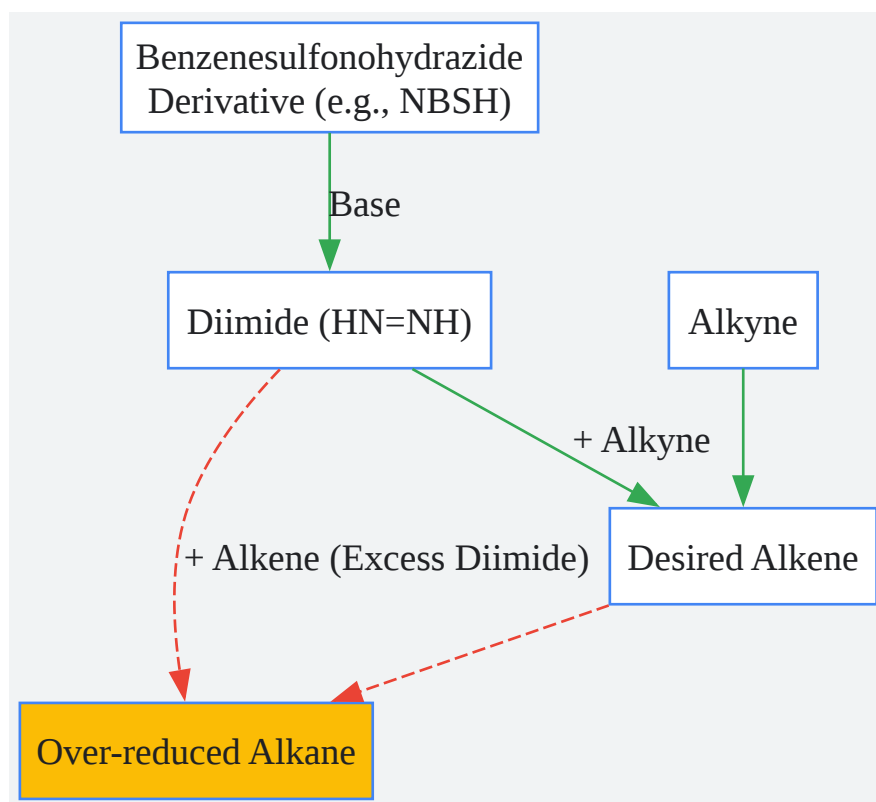 Benzenesulfonohydrazide
Derivative (e.g., NBSH)
Base
Diimide (HN=NH)
Alkyne
+ Alkyne
+ Alkene (Excess Diimide)
Desired Alkene
Over-reduced Alkane